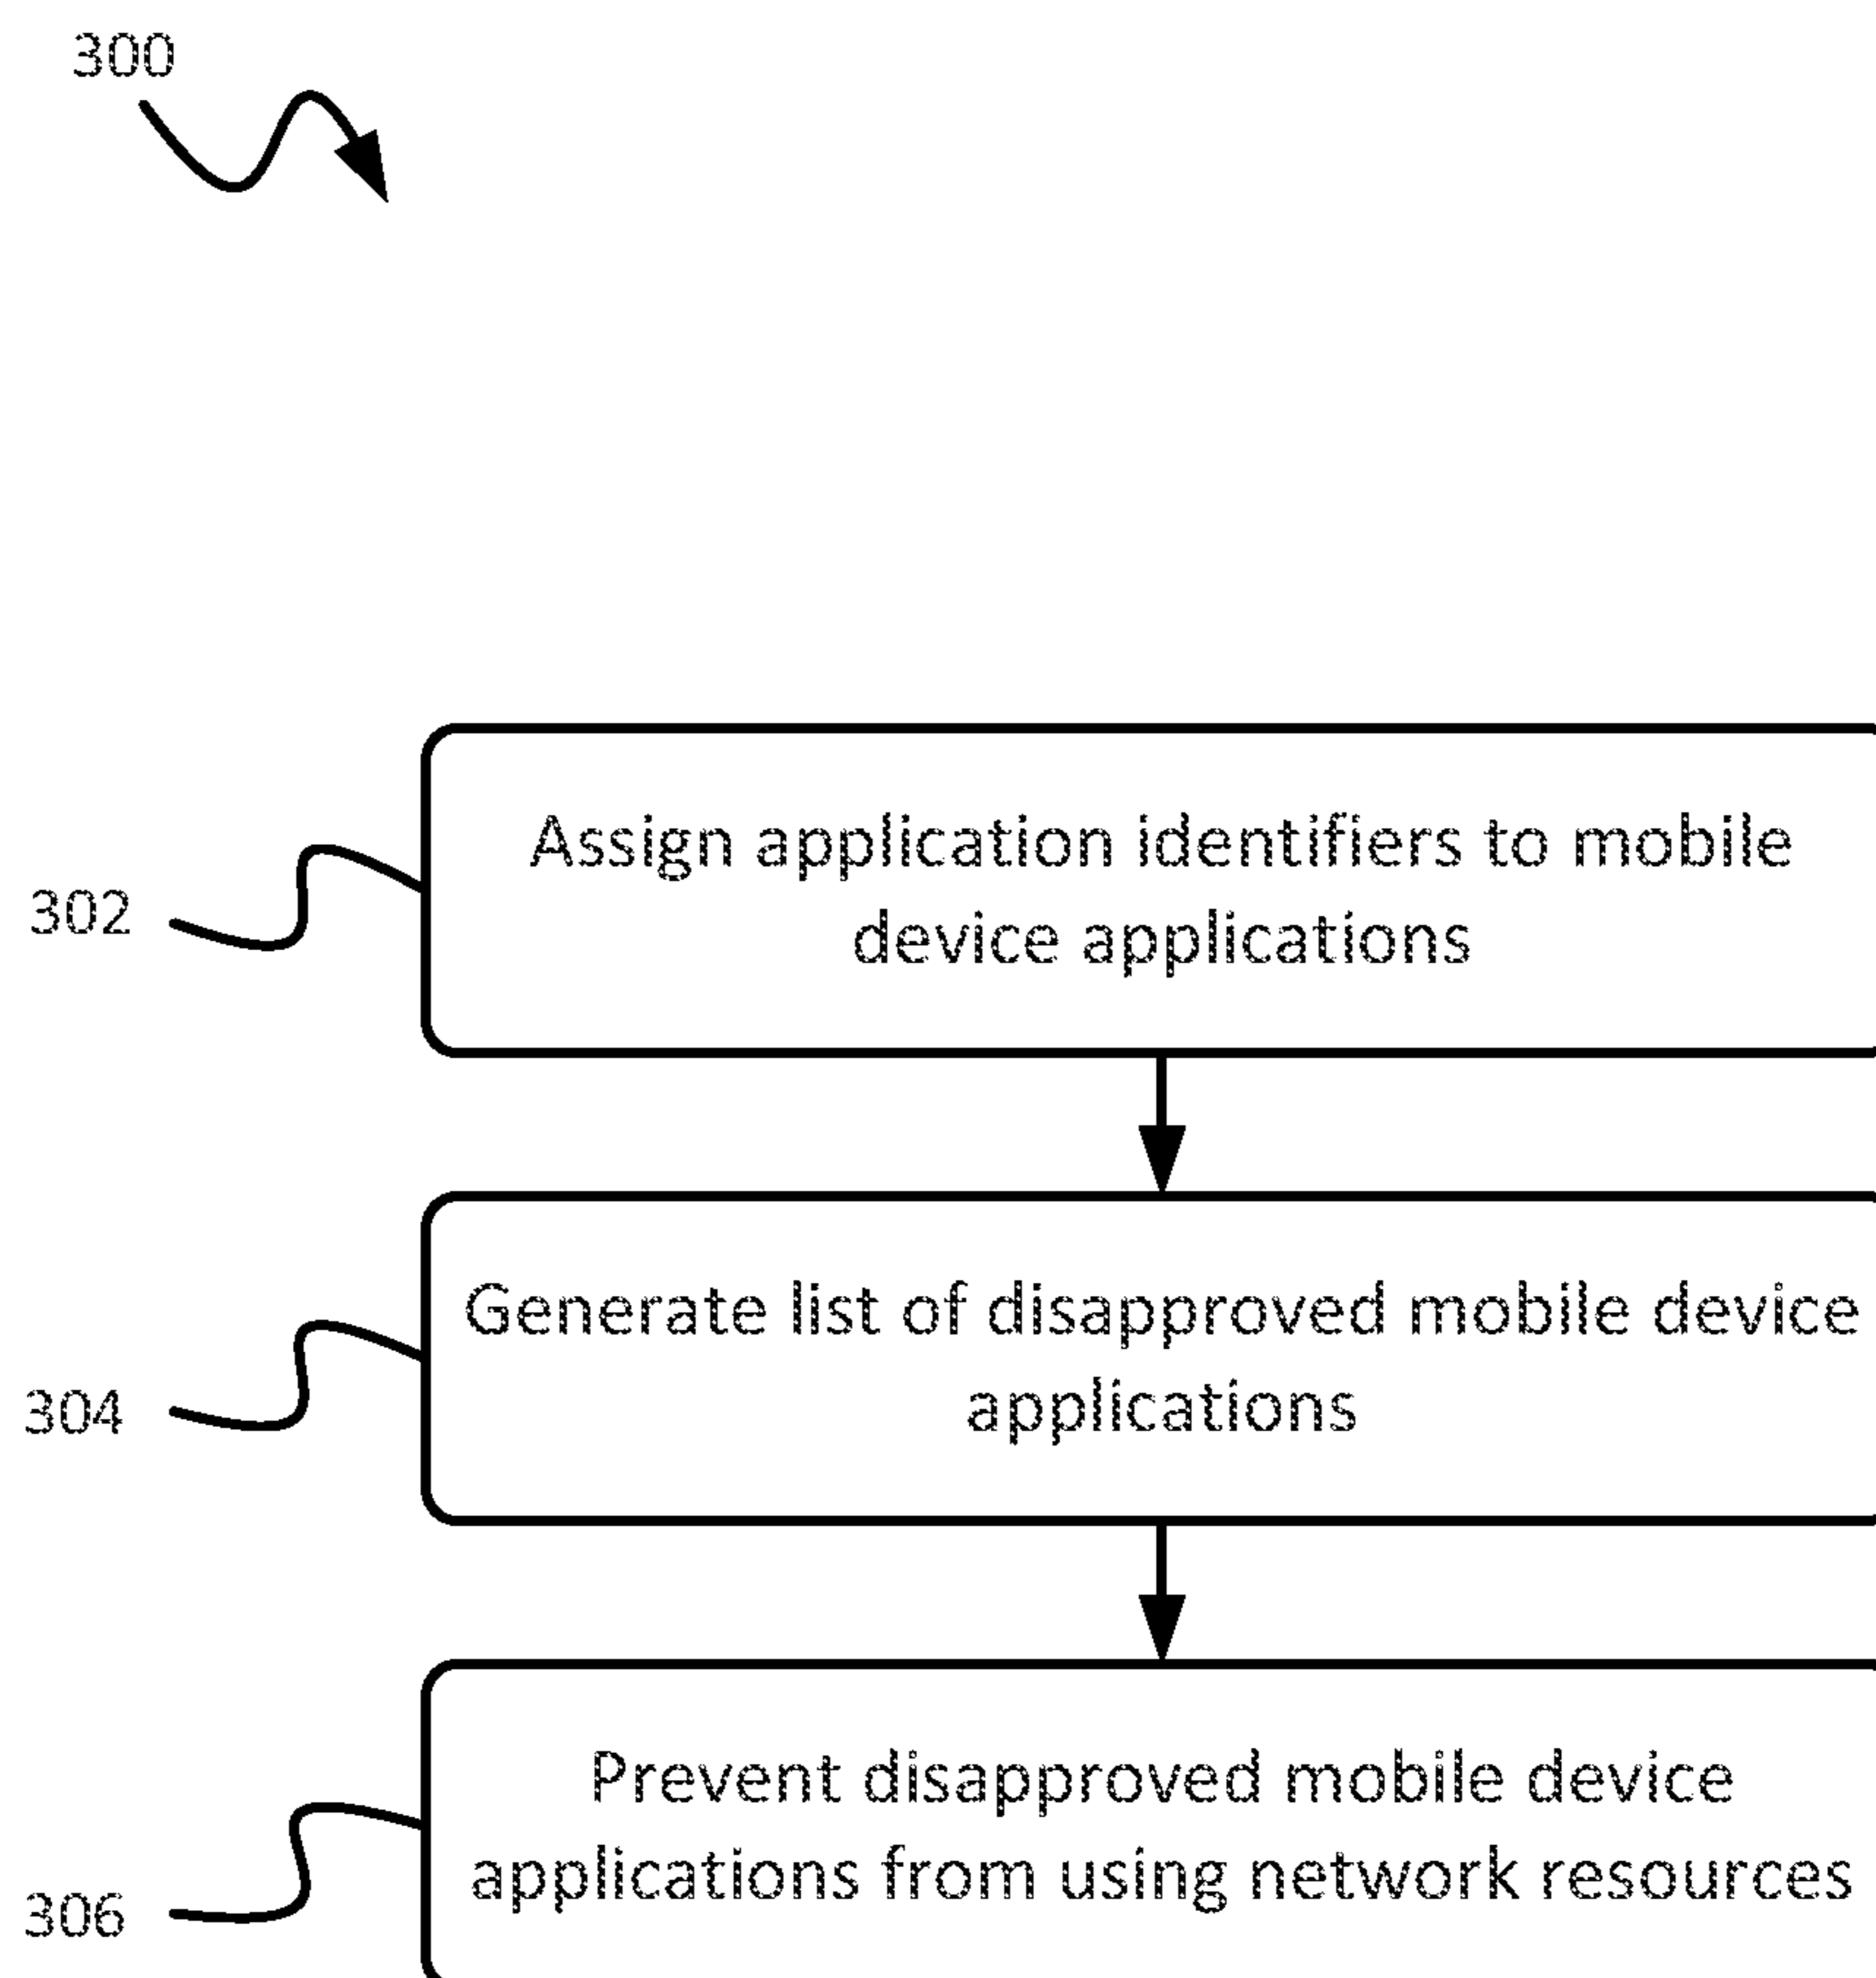 300
302
Assign application identifiers to mobile
device applications
304
Generate list of disapproved mobile device
applications
306
Prevent disapproved mobile device
applications from using network resources